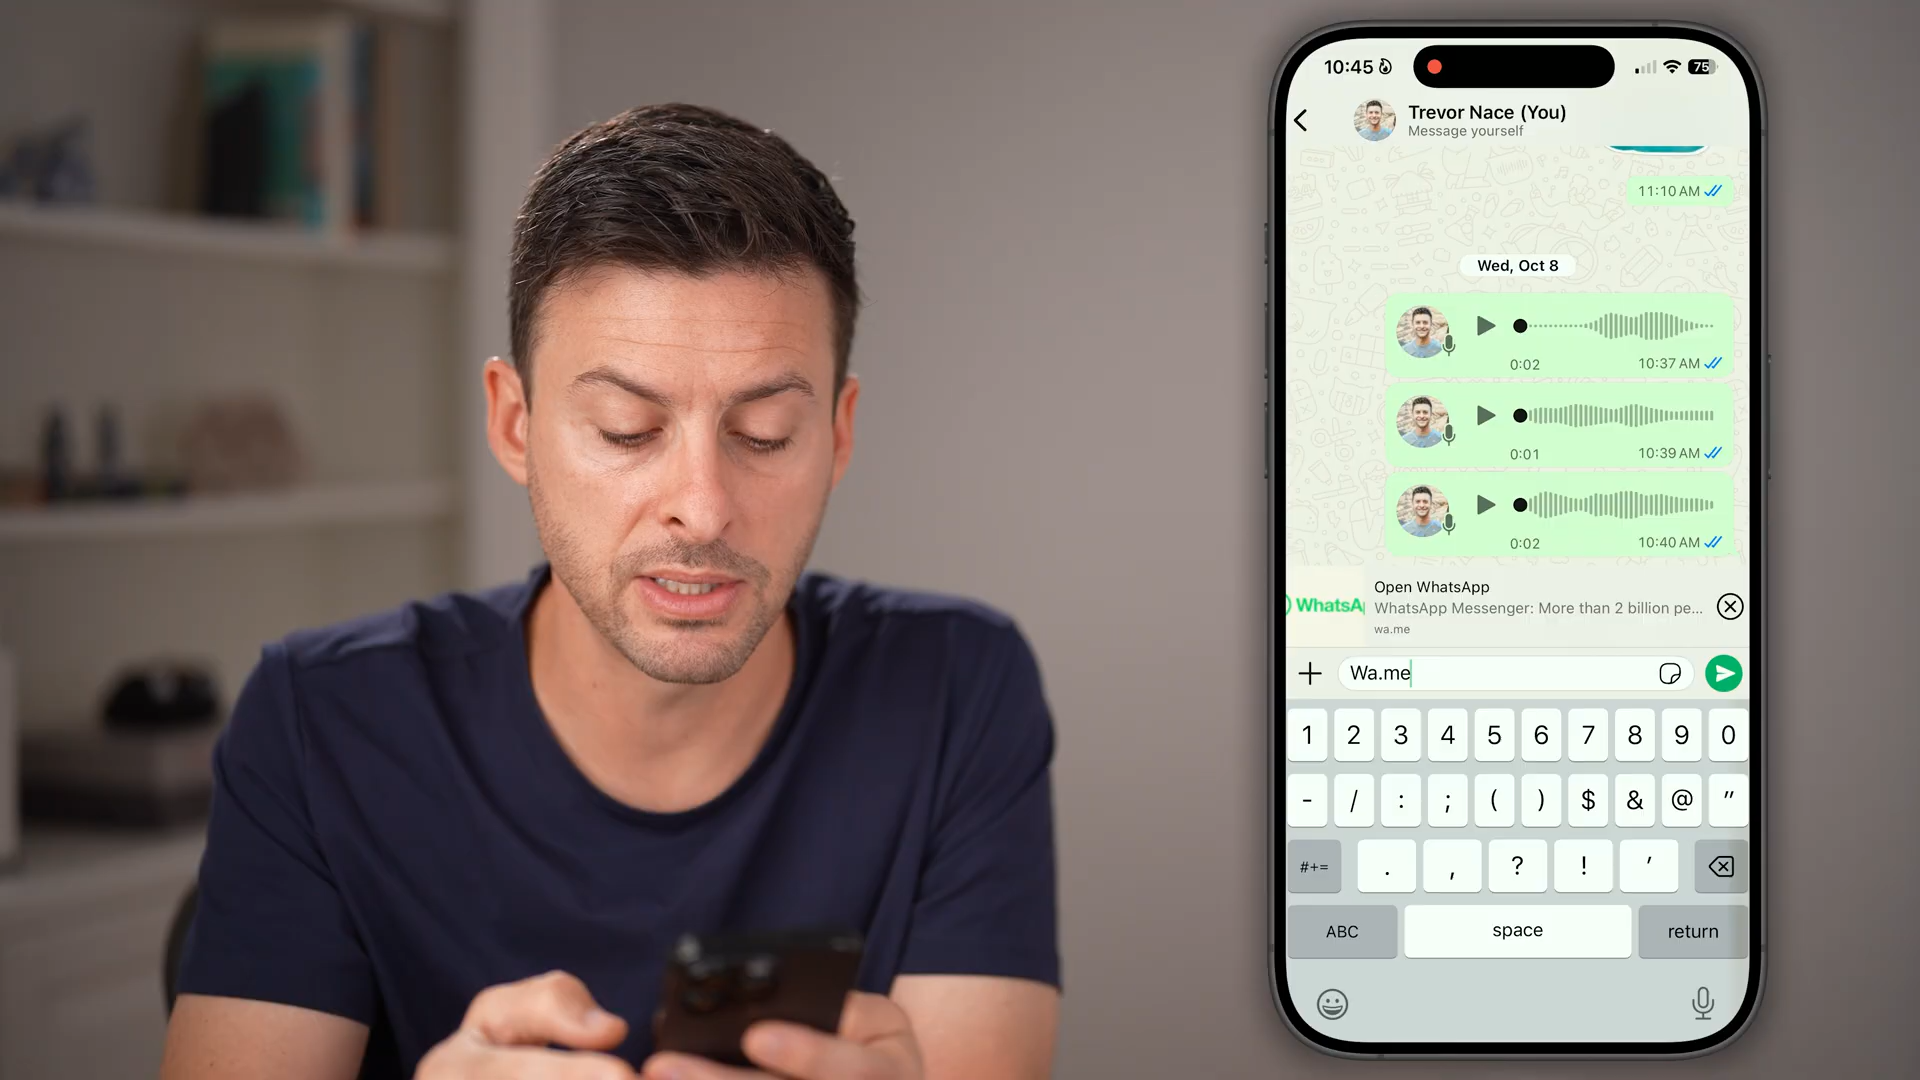 10:45
75
Trevor Nace (You)
Message yourself
11:10 AM
Wed, Oct 8
0:02
10:37 AM
0:01
10:39 AM
0:02
10:40 AM
Open WhatsApp
WhatsA
WhatsApp Messenger: More than 2 billion pe...
wa.me
Wa.me
1 2 3 4 5 6 7 8 9 0
- / : ; ( ) $ & @ "
#+= . , ? ! '
ABC space return